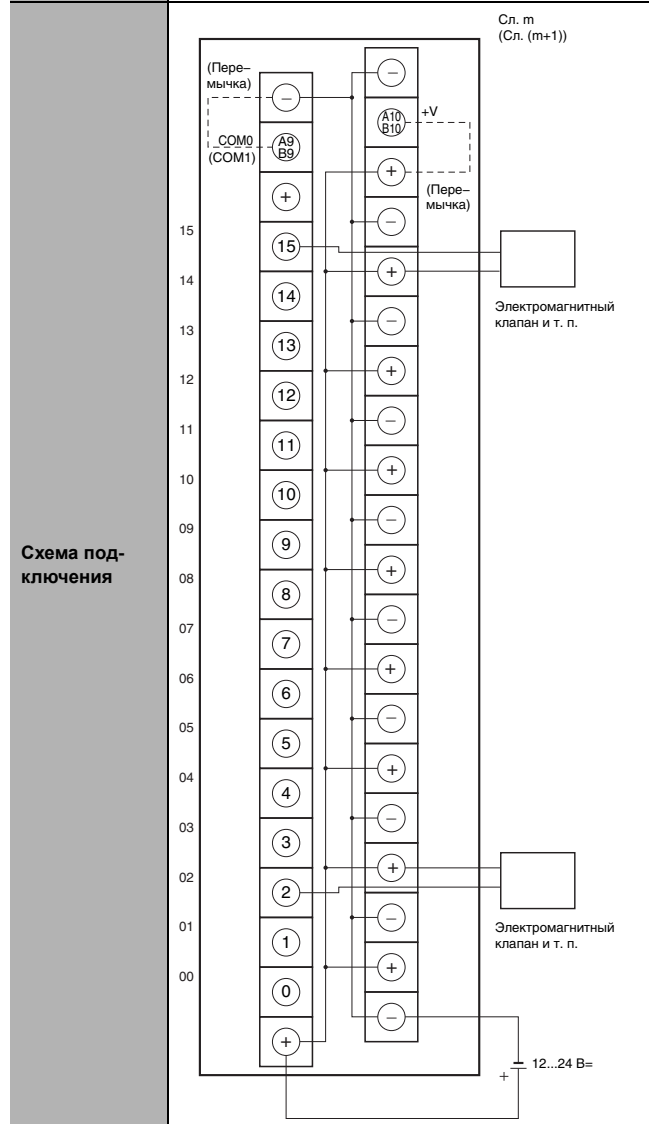 Схема под-
ключения
Сл. m
(Сл. (m+1))
(Пере-
мычка)
−
−
COM0
(COM1)
A9
B9
A10
B10
+V
+
(Пере-
мычка)
+
−
15
15
+
Электромагнитный
клапан и т. п.
14
14
−
13
13
+
12
12
−
11
11
+
10
10
−
09
9
+
08
8
−
07
7
+
06
6
−
05
5
+
04
4
−
03
3
+
02
2
−
Электромагнитный
клапан и т. п.
01
1
+
00
0
−
+
+
12...24 В=